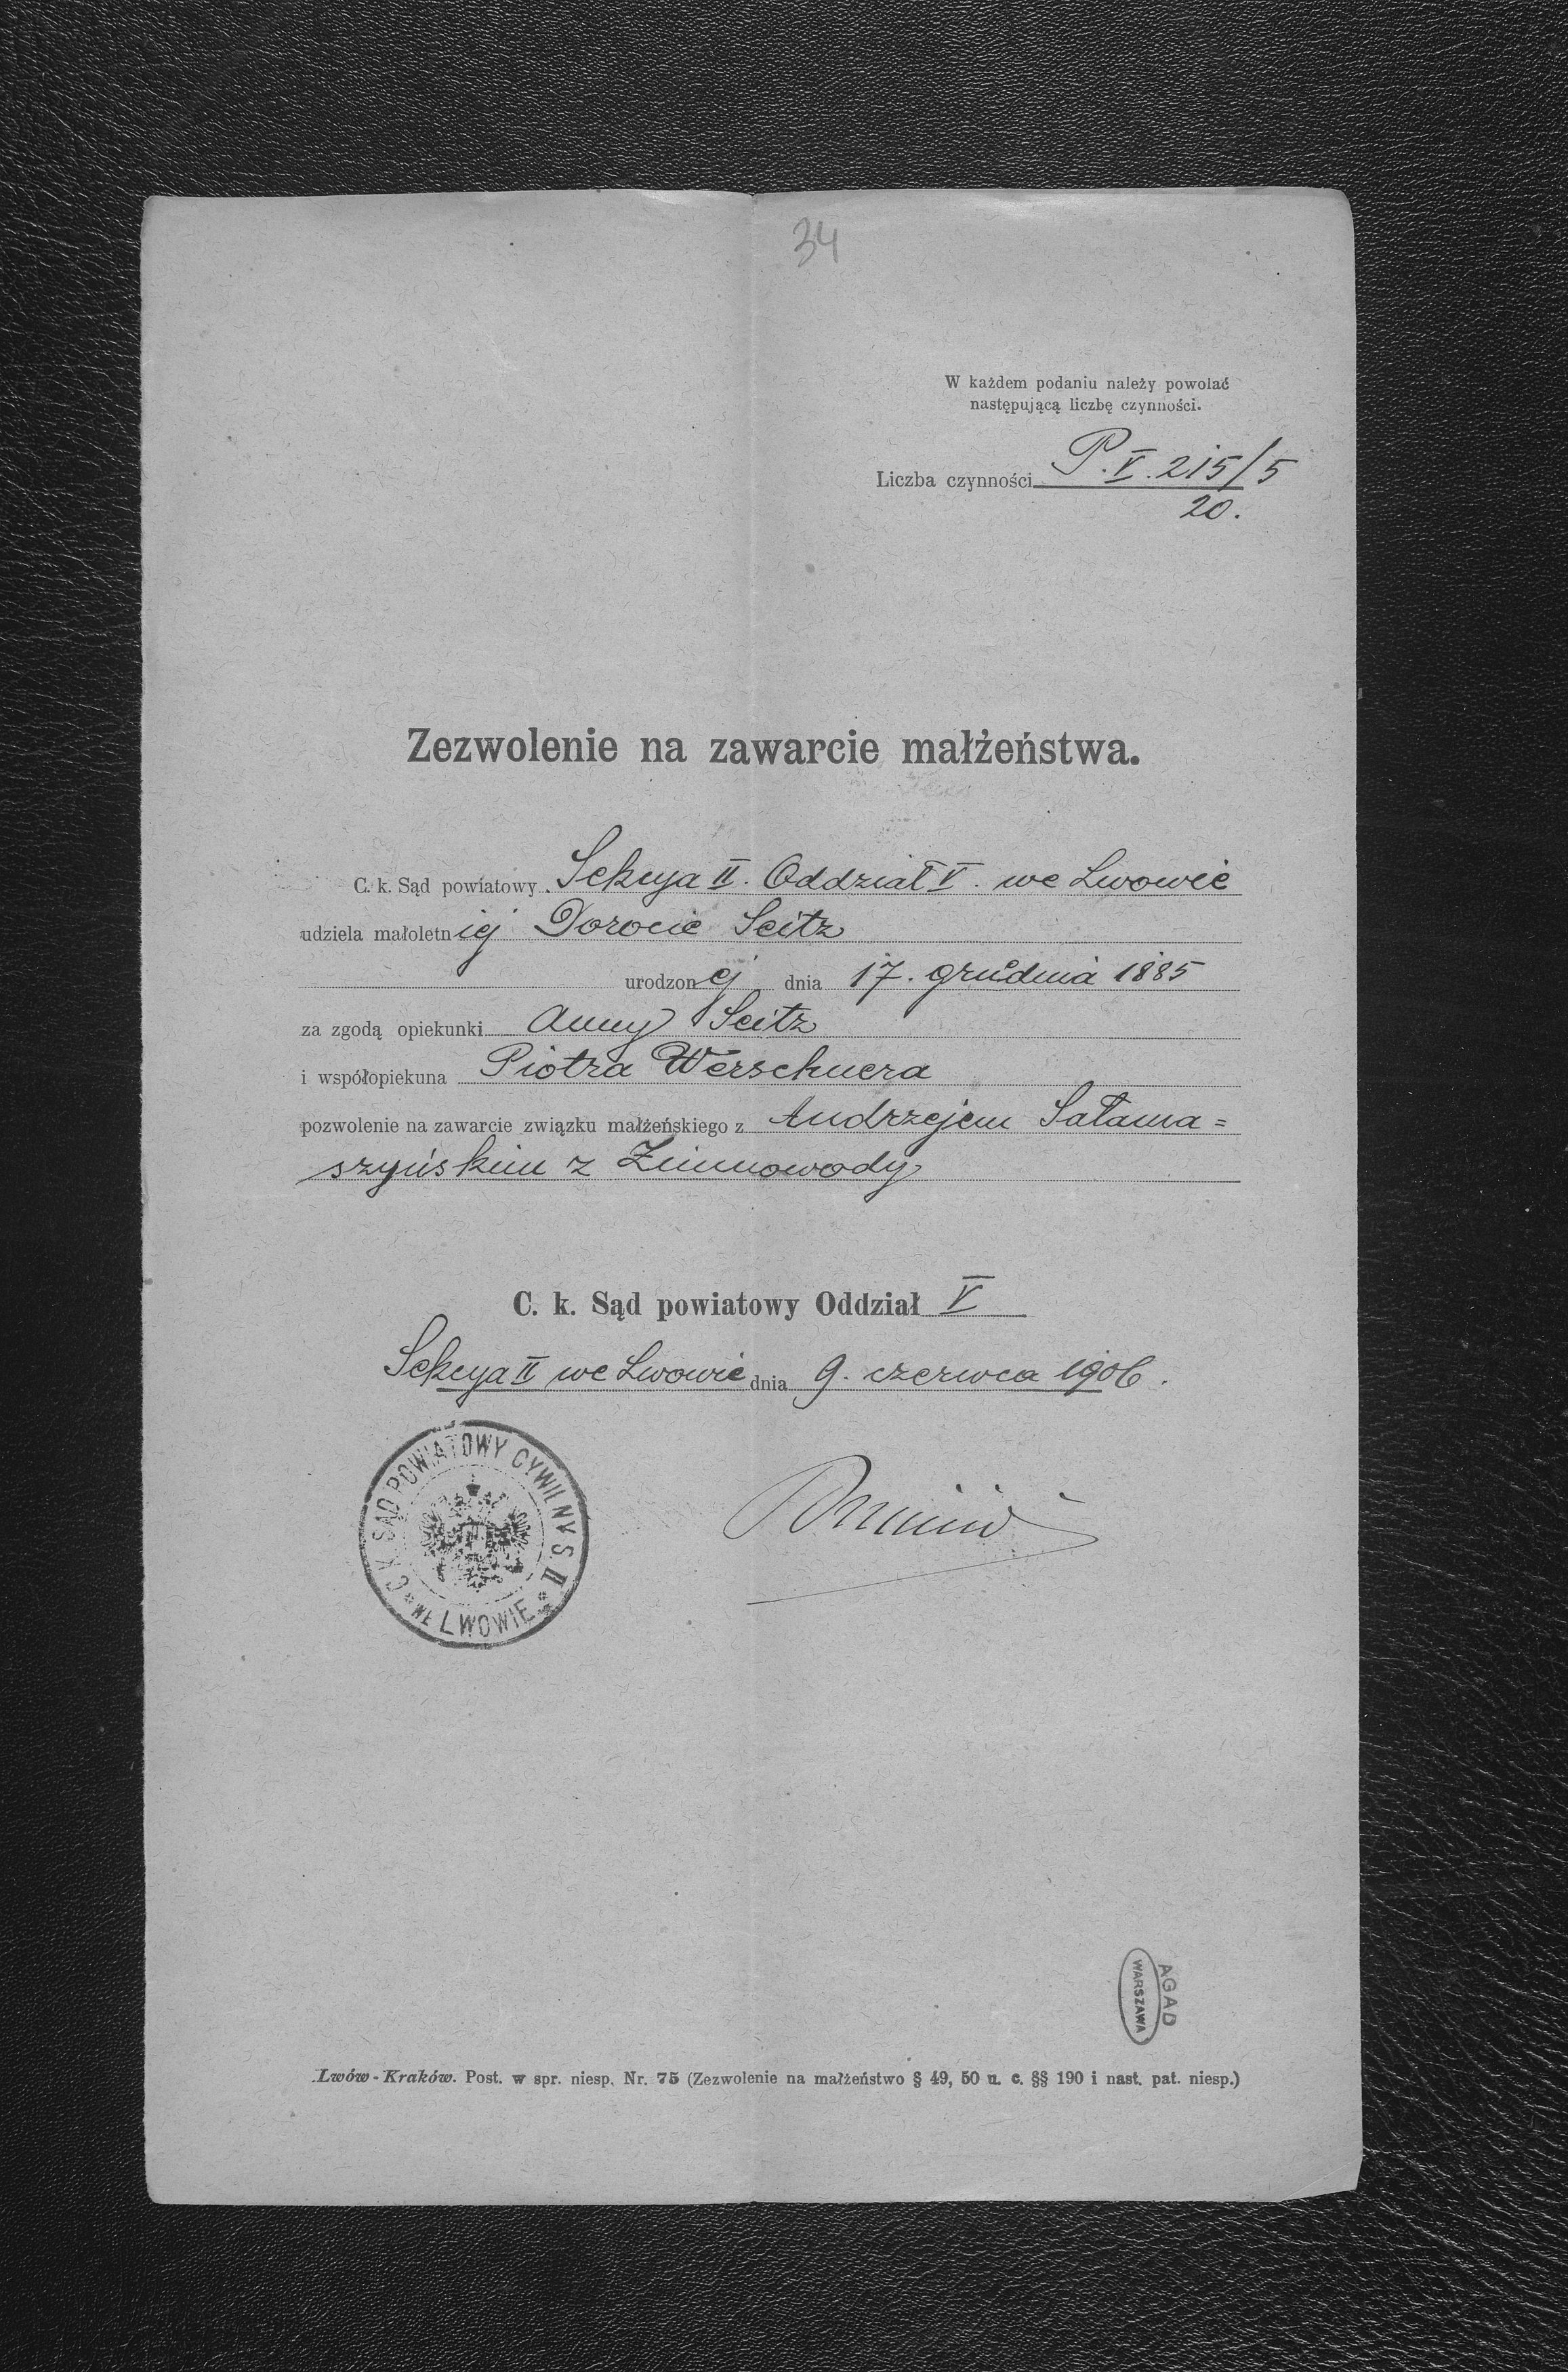 34
W każdem podaniu należy powołać
następującą liczbę czynności.
Liczba czynności P. V. 215/5
20.
Zezwolenie na zawarcie małżeństwa.
C. k. Sąd powiatowy Sekcya II. Oddział V. we Lwowie
udziela małoletniej Dorocie Seitz
urodzonej dnia 17. grudnia 1885
za zgodą opiekunki Anny Seitz
i współopiekuna Piotra Werschnera
pozwolenie na zawarcie związku małżeńskiego z Andrzejem Sałama=
szyńskim z Zimnowody
C. k. Sąd powiatowy Oddział V
Sekcya II we Lwowie dnia 9. czerwca 1906.
C. K. SĄD POWIATOWY CYWILNY S. II
* WE LWOWIE *
AGAD
WARSZAWA
Lwów - Kraków. Post. w spr. niesp. Nr. 75 (Zezwolenie na małżeństwo § 49, 50 u. c. §§ 190 i nast. pat. niesp.)